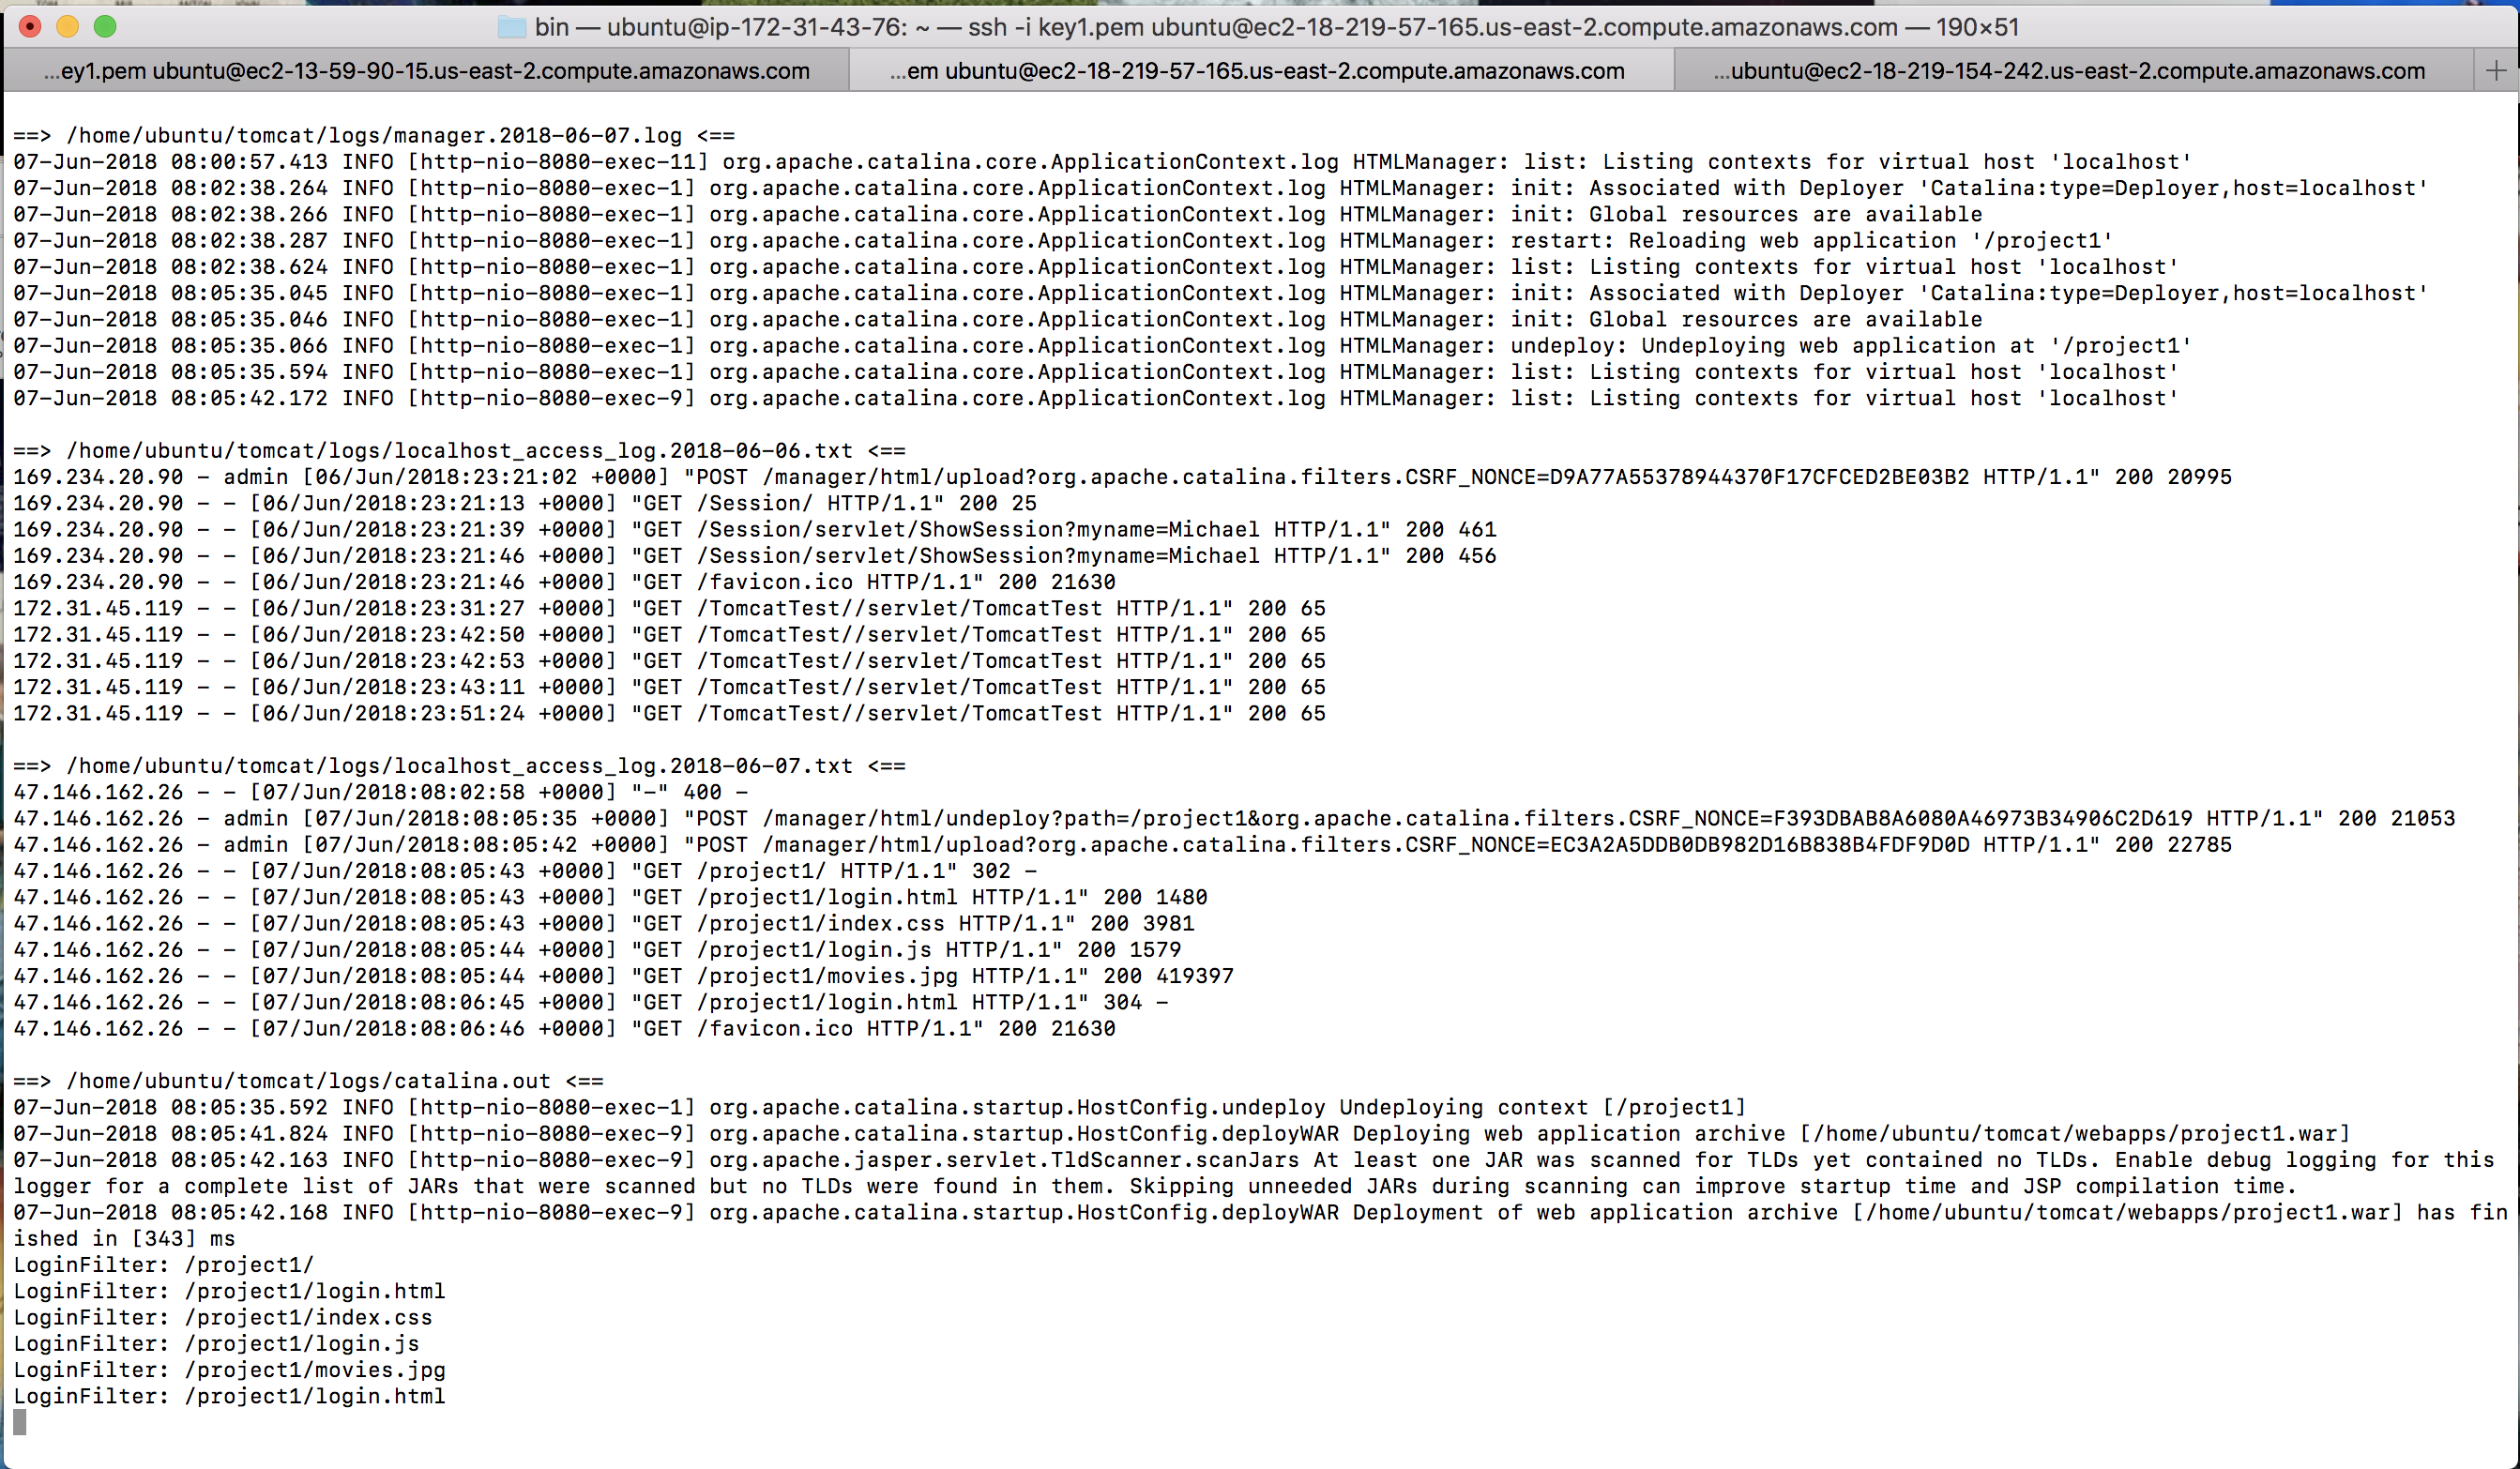 bin — ubuntu@ip-172-31-43-76: ~ — ssh -i key1.pem ubuntu@ec2-18-219-57-165.us-east-2.compute.amazonaws.com — 190×51
...ey1.pem ubuntu@ec2-13-59-90-15.us-east-2.compute.amazonaws.com
...em ubuntu@ec2-18-219-57-165.us-east-2.compute.amazonaws.com
...ubuntu@ec2-18-219-154-242.us-east-2.compute.amazonaws.com
==> /home/ubuntu/tomcat/logs/manager.2018-06-07.log <==
07-Jun-2018 08:00:57.413 INFO [http-nio-8080-exec-11] org.apache.catalina.core.ApplicationContext.log HTMLManager: list: Listing contexts for virtual host 'localhost'
07-Jun-2018 08:02:38.264 INFO [http-nio-8080-exec-1] org.apache.catalina.core.ApplicationContext.log HTMLManager: init: Associated with Deployer 'Catalina:type=Deployer,host=localhost'
07-Jun-2018 08:02:38.266 INFO [http-nio-8080-exec-1] org.apache.catalina.core.ApplicationContext.log HTMLManager: init: Global resources are available
07-Jun-2018 08:02:38.287 INFO [http-nio-8080-exec-1] org.apache.catalina.core.ApplicationContext.log HTMLManager: restart: Reloading web application '/project1'
07-Jun-2018 08:02:38.624 INFO [http-nio-8080-exec-1] org.apache.catalina.core.ApplicationContext.log HTMLManager: list: Listing contexts for virtual host 'localhost'
07-Jun-2018 08:05:35.045 INFO [http-nio-8080-exec-1] org.apache.catalina.core.ApplicationContext.log HTMLManager: init: Associated with Deployer 'Catalina:type=Deployer,host=localhost'
07-Jun-2018 08:05:35.046 INFO [http-nio-8080-exec-1] org.apache.catalina.core.ApplicationContext.log HTMLManager: init: Global resources are available
07-Jun-2018 08:05:35.066 INFO [http-nio-8080-exec-1] org.apache.catalina.core.ApplicationContext.log HTMLManager: undeploy: Undeploying web application at '/project1'
07-Jun-2018 08:05:35.594 INFO [http-nio-8080-exec-1] org.apache.catalina.core.ApplicationContext.log HTMLManager: list: Listing contexts for virtual host 'localhost'
07-Jun-2018 08:05:42.172 INFO [http-nio-8080-exec-9] org.apache.catalina.core.ApplicationContext.log HTMLManager: list: Listing contexts for virtual host 'localhost'
==> /home/ubuntu/tomcat/logs/localhost_access_log.2018-06-06.txt <==
169.234.20.90 - admin [06/Jun/2018:23:21:02 +0000] "POST /manager/html/upload?org.apache.catalina.filters.CSRF_NONCE=D9A77A55378944370F17CFCED2BE03B2 HTTP/1.1" 200 20995
169.234.20.90 - - [06/Jun/2018:23:21:13 +0000] "GET /Session/ HTTP/1.1" 200 25
169.234.20.90 - - [06/Jun/2018:23:21:39 +0000] "GET /Session/servlet/ShowSession?myname=Michael HTTP/1.1" 200 461
169.234.20.90 - - [06/Jun/2018:23:21:46 +0000] "GET /Session/servlet/ShowSession?myname=Michael HTTP/1.1" 200 456
169.234.20.90 - - [06/Jun/2018:23:21:46 +0000] "GET /favicon.ico HTTP/1.1" 200 21630
172.31.45.119 - - [06/Jun/2018:23:31:27 +0000] "GET /TomcatTest//servlet/TomcatTest HTTP/1.1" 200 65
172.31.45.119 - - [06/Jun/2018:23:42:50 +0000] "GET /TomcatTest//servlet/TomcatTest HTTP/1.1" 200 65
172.31.45.119 - - [06/Jun/2018:23:42:53 +0000] "GET /TomcatTest//servlet/TomcatTest HTTP/1.1" 200 65
172.31.45.119 - - [06/Jun/2018:23:43:11 +0000] "GET /TomcatTest//servlet/TomcatTest HTTP/1.1" 200 65
172.31.45.119 - - [06/Jun/2018:23:51:24 +0000] "GET /TomcatTest//servlet/TomcatTest HTTP/1.1" 200 65
==> /home/ubuntu/tomcat/logs/localhost_access_log.2018-06-07.txt <==
47.146.162.26 - - [07/Jun/2018:08:02:58 +0000] "-" 400 -
47.146.162.26 - admin [07/Jun/2018:08:05:35 +0000] "POST /manager/html/undeploy?path=/project1&org.apache.catalina.filters.CSRF_NONCE=F393DBAB8A6080A46973B34906C2D619 HTTP/1.1" 200 21053
47.146.162.26 - admin [07/Jun/2018:08:05:42 +0000] "POST /manager/html/upload?org.apache.catalina.filters.CSRF_NONCE=EC3A2A5DDB0DB982D16B838B4FDF9D0D HTTP/1.1" 200 22785
47.146.162.26 - - [07/Jun/2018:08:05:43 +0000] "GET /project1/ HTTP/1.1" 302 -
47.146.162.26 - - [07/Jun/2018:08:05:43 +0000] "GET /project1/login.html HTTP/1.1" 200 1480
47.146.162.26 - - [07/Jun/2018:08:05:43 +0000] "GET /project1/index.css HTTP/1.1" 200 3981
47.146.162.26 - - [07/Jun/2018:08:05:44 +0000] "GET /project1/login.js HTTP/1.1" 200 1579
47.146.162.26 - - [07/Jun/2018:08:05:44 +0000] "GET /project1/movies.jpg HTTP/1.1" 200 419397
47.146.162.26 - - [07/Jun/2018:08:06:45 +0000] "GET /project1/login.html HTTP/1.1" 304 -
47.146.162.26 - - [07/Jun/2018:08:06:46 +0000] "GET /favicon.ico HTTP/1.1" 200 21630
==> /home/ubuntu/tomcat/logs/catalina.out <==
07-Jun-2018 08:05:35.592 INFO [http-nio-8080-exec-1] org.apache.catalina.startup.HostConfig.undeploy Undeploying context [/project1]
07-Jun-2018 08:05:41.824 INFO [http-nio-8080-exec-9] org.apache.catalina.startup.HostConfig.deployWAR Deploying web application archive [/home/ubuntu/tomcat/webapps/project1.war]
07-Jun-2018 08:05:42.163 INFO [http-nio-8080-exec-9] org.apache.jasper.servlet.TldScanner.scanJars At least one JAR was scanned for TLDs yet contained no TLDs. Enable debug logging for this
logger for a complete list of JARs that were scanned but no TLDs were found in them. Skipping unneeded JARs during scanning can improve startup time and JSP compilation time.
07-Jun-2018 08:05:42.168 INFO [http-nio-8080-exec-9] org.apache.catalina.startup.HostConfig.deployWAR Deployment of web application archive [/home/ubuntu/tomcat/webapps/project1.war] has fin
ished in [343] ms
LoginFilter: /project1/
LoginFilter: /project1/login.html
LoginFilter: /project1/index.css
LoginFilter: /project1/login.js
LoginFilter: /project1/movies.jpg
LoginFilter: /project1/login.html